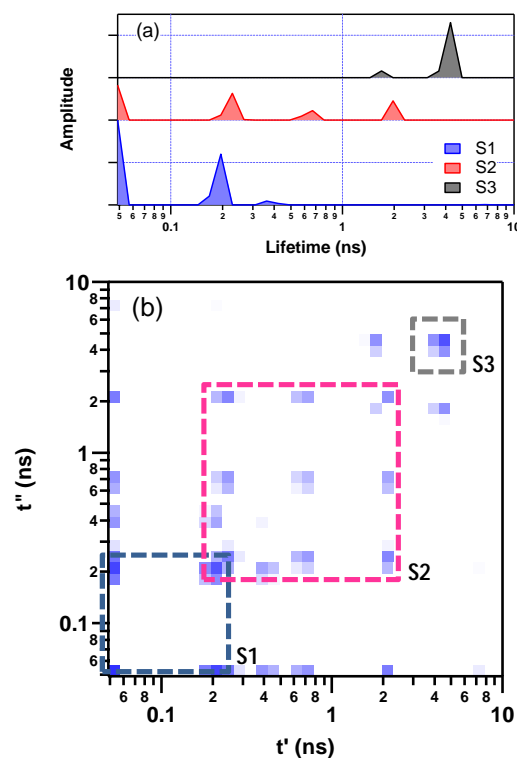 (a)
Amplitude
S1
S2
S3
5 6 7 8 9 0.1 2 3 4 5 6 7 8 9 1 2 3 4 5 6 7 8 9 10
Lifetime (ns)
(b)
10
8
6
4
2
1
8
6
4
2
0.1
8
6
t'' (ns)
S3
S2
S1
6 8 0.1 2 4 6 8 1 2 4 6 8 10
t' (ns)